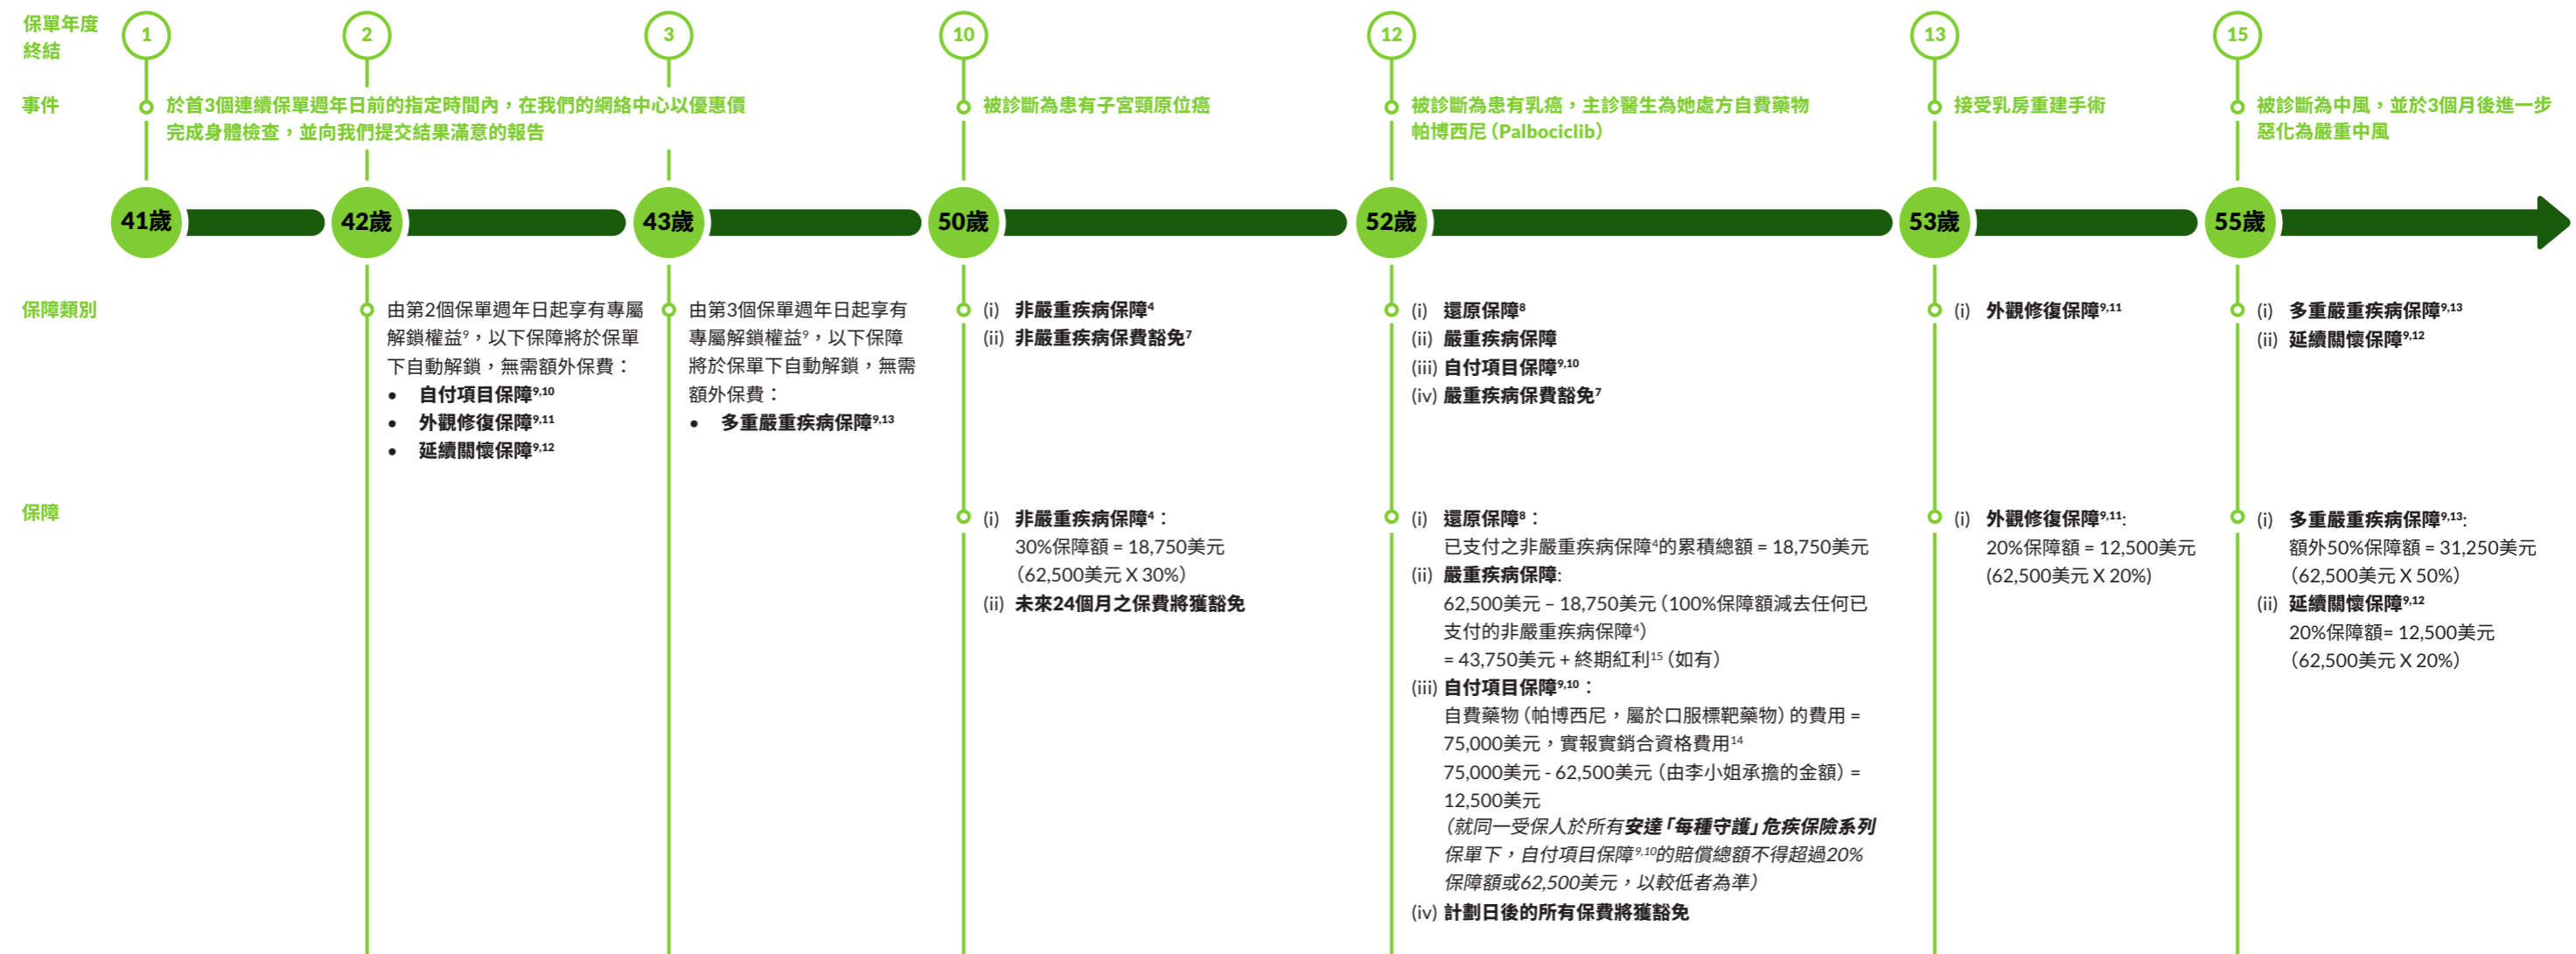 保單年度
終結
1
2
3
10
12
13
15
事件
於首3個連續保單週年日前的指定時間內，在我們的網絡中心以優惠價
完成身體檢查，並向我們提交結果滿意的報告
被診斷為患有子宮頸原位癌
被診斷為患有乳癌，主診醫生為她處方自費藥物
帕博西尼（Palbociclib）
接受乳房重建手術
被診斷為中風，並於3個月後進一步
惡化為嚴重中風
41歲
42歲
43歲
50歲
52歲
53歲
55歲
保障類別
由第2個保單週年日起享有專屬
解鎖權益9，以下保障將於保單
下自動解鎖，無需額外保費：
• 自付項目保障9,10
• 外觀修復保障9,11
• 延續關懷保障9,12
由第3個保單週年日起享有
專屬解鎖權益9，以下保障
將於保單下自動解鎖，無需
額外保費：
• 多重嚴重疾病保障9,13
(i) 非嚴重疾病保障4
(ii) 非嚴重疾病保費豁免7
(i) 還原保障8
(ii) 嚴重疾病保障
(iii) 自付項目保障9,10
(iv) 嚴重疾病保費豁免7
(i) 外觀修復保障9,11
(i) 多重嚴重疾病保障9,13
(ii) 延續關懷保障9,12
保障
(i) 非嚴重疾病保障4：
30%保障額 = 18,750美元
（62,500美元 X 30%）
(ii) 未來24個月之保費將獲豁免
(i) 還原保障8：
已支付之非嚴重疾病保障4的累積總額 = 18,750美元
(ii) 嚴重疾病保障:
62,500美元 – 18,750美元（100%保障額減去任何已
支付的非嚴重疾病保障4）
= 43,750美元 + 終期紅利15（如有）
(iii) 自付項目保障9,10：
自費藥物（帕博西尼，屬於口服標靶藥物）的費用 =
75,000美元，實報實銷合資格費用14
75,000美元 - 62,500美元（由李小姐承擔的金額）=
12,500美元
（就同一受保人於所有安達「每種守護」危疾保險系列
保單下，自付項目保障9,10的賠償總額不得超過20%
保障額或62,500美元，以較低者為準）
(iv) 計劃日後的所有保費將獲豁免
(i) 外觀修復保障9,11:
20%保障額 = 12,500美元
(62,500美元 X 20%)
(i) 多重嚴重疾病保障9,13:
額外50%保障額 = 31,250美元
（62,500美元 X 50%）
(ii) 延續關懷保障9,12
20%保障額= 12,500美元
（62,500美元 X 20%）